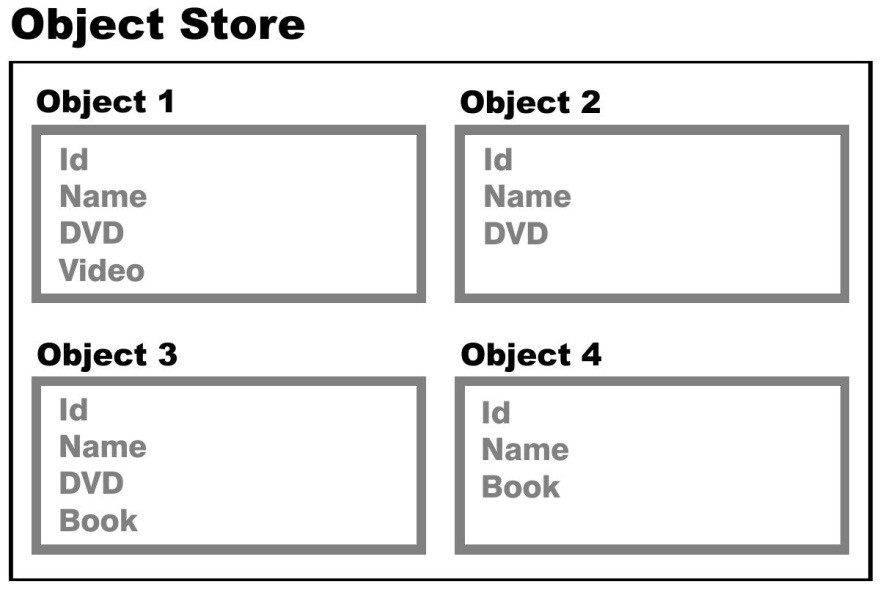 Object Store
Object 1
Id
Name
DVD
Video
Object 2
Id
Name
DVD
Object 3
Id
Name
DVD
Book
Object 4
Id
Name
Book